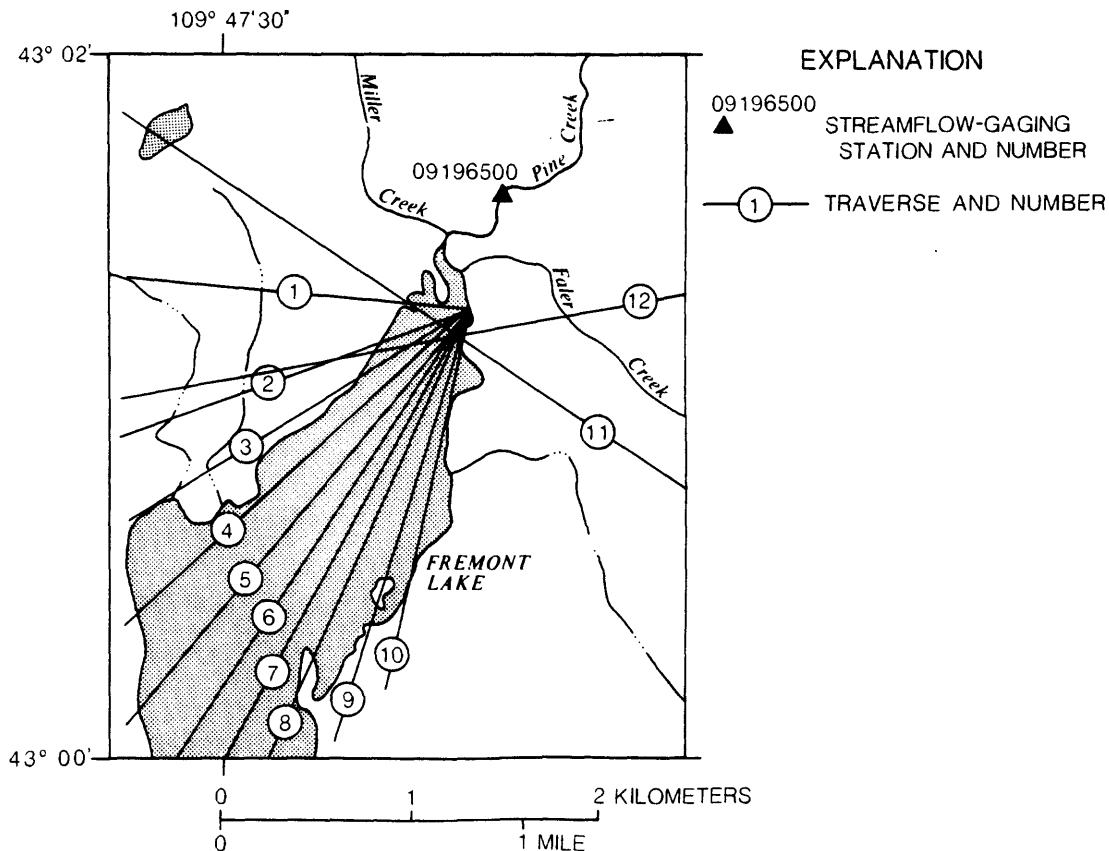 109° 47'30"
43° 02'
EXPLANATION
09196500
STREAMFLOW-GAGING
STATION AND NUMBER
1 TRAVERSE AND NUMBER
Miller
Creek
09196500
Pine Creek
Faler
Creek
1
12
2
3
11
4
5
6
7
8
9
10
FREMONT
LAKE
43° 00'
0 1 2 KILOMETERS
0 1 MILE